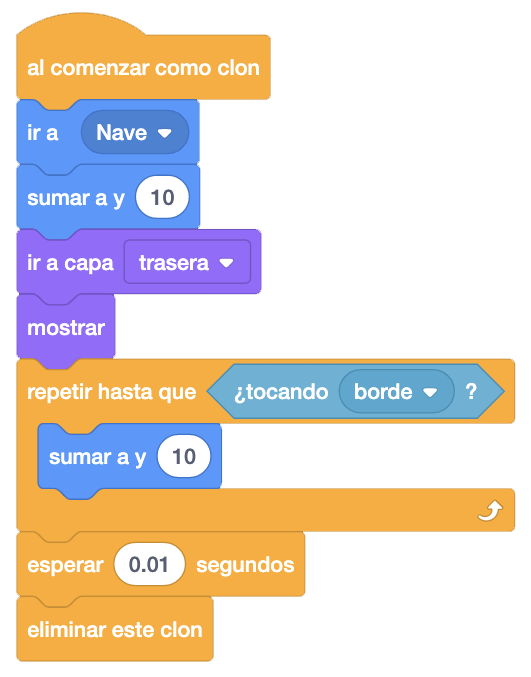 al comenzar como clon
ir a Nave
sumar a y 10
ir a capa trasera
mostrar
repetir hasta que ¿tocando borde ?
sumar a y 10
esperar 0.01 segundos
eliminar este clon